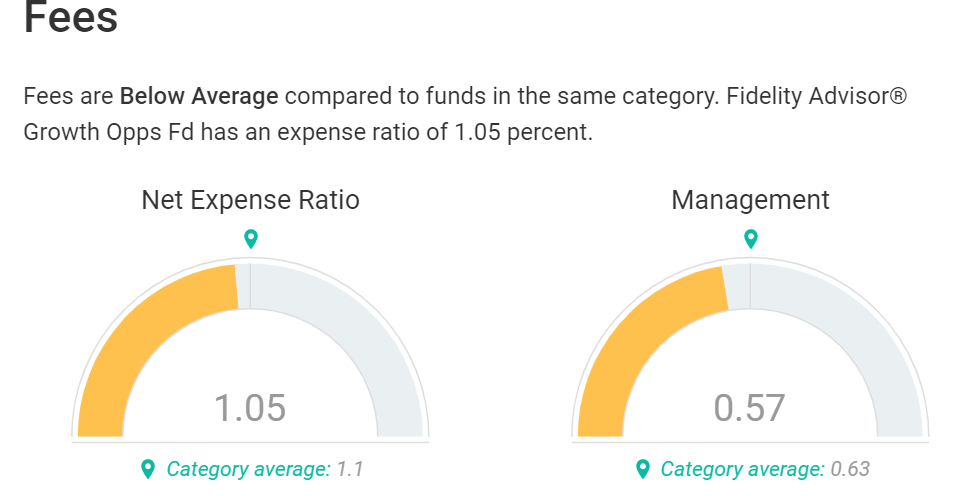 Fees
Fees are Below Average compared to funds in the same category. Fidelity Advisor®
Growth Opps Fd has an expense ratio of 1.05 percent.
Net Expense Ratio
1.05
Category average: 1.1
Management
0.57
Category average: 0.63